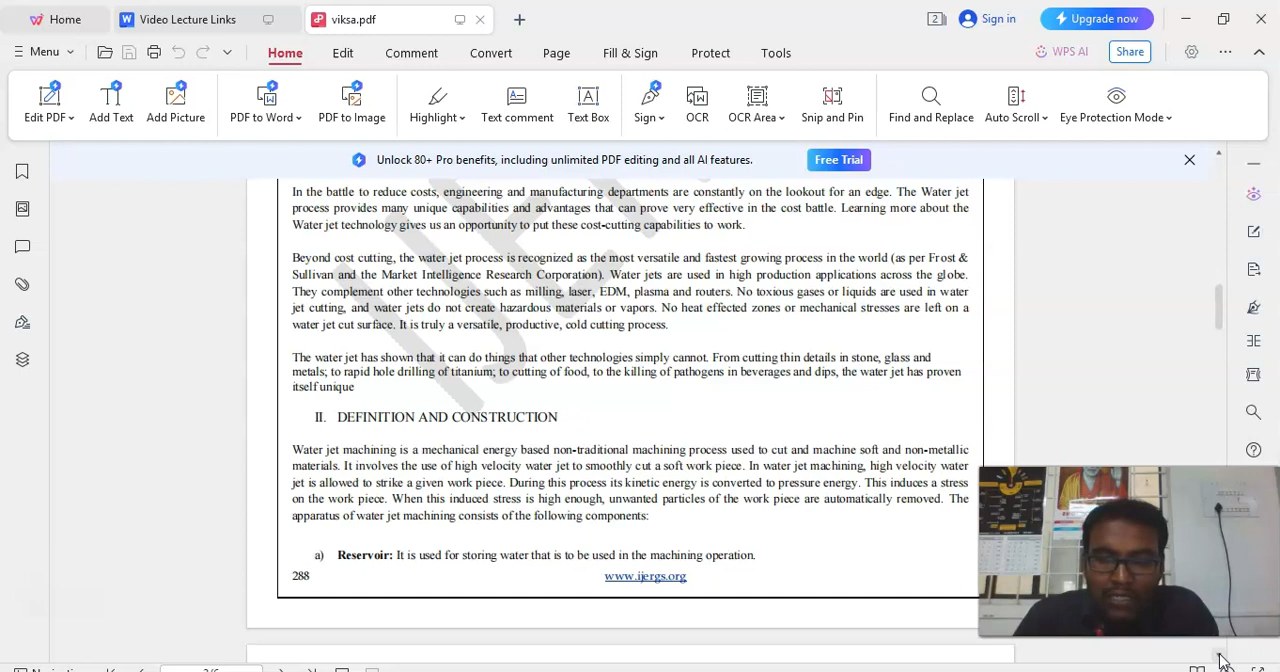 Home
Video Lecture Links
viksa.pdf
2
Sign in
Upgrade now
Menu
Home
Edit
Comment
Convert
Page
Fill & Sign
Protect
Tools
WPS AI
Share
Edit PDF
Add Text
Add Picture
PDF to Word
PDF to Image
Highlight
Text comment
Text Box
Sign
OCR
OCR Area
Snip and Pin
Find and Replace
Auto Scroll
Eye Protection Mode
Unlock 80+ Pro benefits, including unlimited PDF editing and all AI features.
Free Trial
In the battle to reduce costs, engineering and manufacturing departments are constantly on the lookout for an edge. The Water jet
process provides many unique capabilities and advantages that can prove very effective in the cost battle. Learning more about the
Water jet technology gives us an opportunity to put these cost-cutting capabilities to work.
Beyond cost cutting, the water jet process is recognized as the most versatile and fastest growing process in the world (as per Frost &
Sullivan and the Market Intelligence Research Corporation). Water jets are used in high production applications across the globe.
They complement other technologies such as milling, laser, EDM, plasma and routers. No toxious gases or liquids are used in water
jet cutting, and water jets do not create hazardous materials or vapors. No heat effected zones or mechanical stresses are left on a
water jet cut surface. It is truly a versatile, productive, cold cutting process.
The water jet has shown that it can do things that other technologies simply cannot. From cutting thin details in stone, glass and
metals; to rapid hole drilling of titanium; to cutting of food, to the killing of pathogens in beverages and dips, the water jet has proven
itself unique
II. DEFINITION AND CONSTRUCTION
Water jet machining is a mechanical energy based non-traditional machining process used to cut and machine soft and non-metallic
materials. It involves the use of high velocity water jet to smoothly cut a soft work piece. In water jet machining, high velocity water
jet is allowed to strike a given work piece. During this process its kinetic energy is converted to pressure energy. This induces a stress
on the work piece. When this induced stress is high enough, unwanted particles of the work piece are automatically removed. The
apparatus of water jet machining consists of the following components:
a) Reservoir: It is used for storing water that is to be used in the machining operation.
288
www.ijergs.org